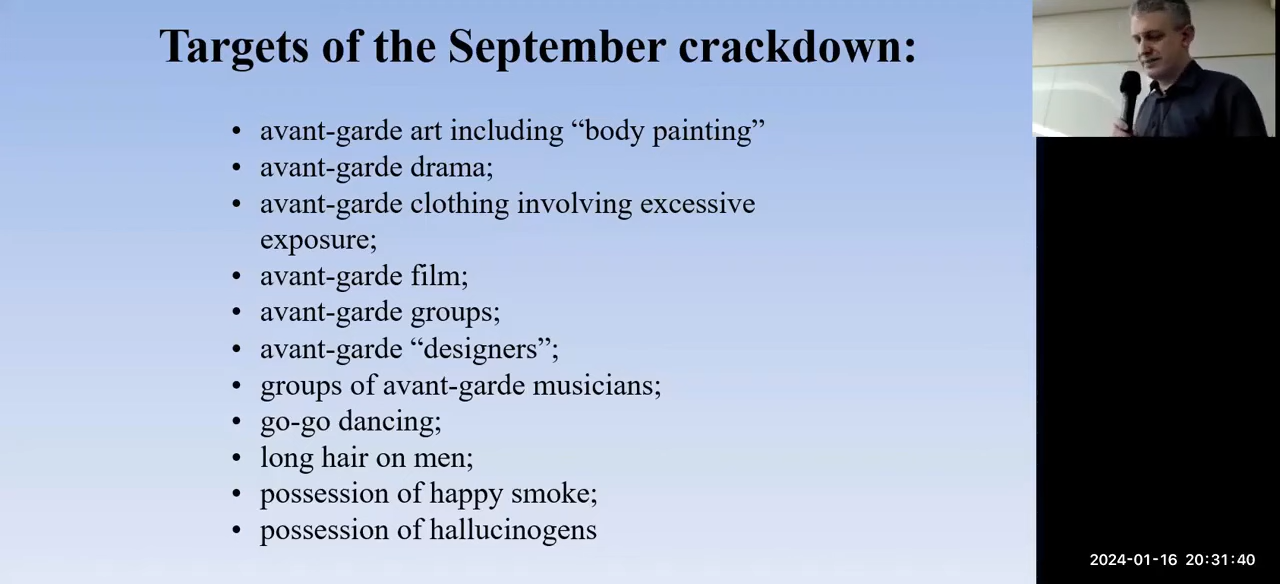 Targets of the September crackdown:
• avant-garde art including “body painting”
• avant-garde drama;
• avant-garde clothing involving excessive
exposure;
• avant-garde film;
• avant-garde groups;
• avant-garde “designers”;
• groups of avant-garde musicians;
• go-go dancing;
• long hair on men;
• possession of happy smoke;
• possession of hallucinogens
2024-01-16 20:31:40